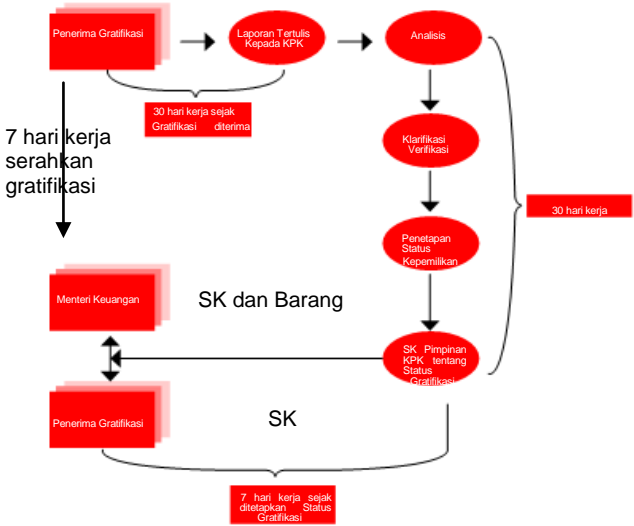 Penerima Gratifikasi
Laporan Tertulis
Kepada KPK
Analisis
30 hari kerja sejak
Gratifikasi diterima
7 hari kerja
serahkan
gratifikasi
Klarifikasi
Verifikasi
30 hari kerja
Penetapan
Status
Kepemilikan
Menteri Keuangan
SK dan Barang
SK Pimpinan
KPK tentang
Status
Gratifikasi
Penerima Gratifikasi
SK
7 hari kerja sejak
ditetapkan Status
Gratifikasi